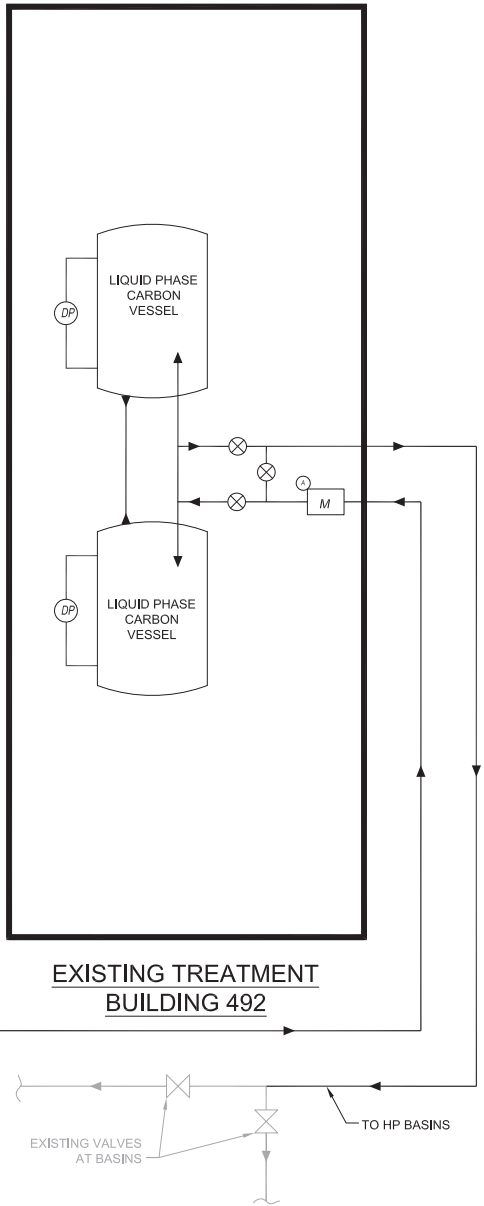 LIQUID PHASE
CARBON
VESSEL
DP
A
M
LIQUID PHASE
CARBON
VESSEL
DP
EXISTING TREATMENT
BUILDING 492
TO HP BASINS
EXISTING VALVES
AT BASINS